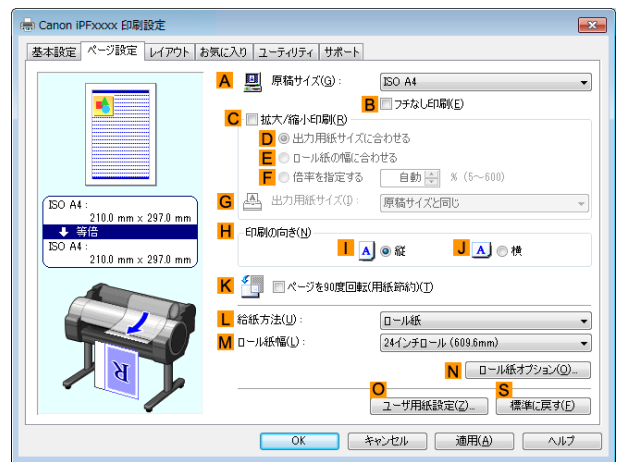 Canon iPFxxxx 印刷設定
基本設定 ページ設定 レイアウト お気に入り ユーティリティ サポート
A 原稿サイズ(G): ISO A4
B フチなし印刷(E)
C 拡大/縮小印刷(R)
D 出力用紙サイズに合わせる
E ロール紙の幅に合わせる
F 倍率を指定する 自動 % (5～600)
G 出力用紙サイズ(I): 原稿サイズと同じ
ISO A4:
210.0 mm x 297.0 mm
等倍
ISO A4:
210.0 mm x 297.0 mm
H 印刷の向き(N)
I A 縦 J A 横
K ページを90度回転(用紙節約)(T)
L 給紙方法(U): ロール紙
M ロール紙幅(L): 24インチロール (609.6mm)
R
N ロール紙オプション(O)...
O S
ユーザ用紙設定(Z)... 標準に戻す(F)
OK キャンセル 適用(A) ヘルプ